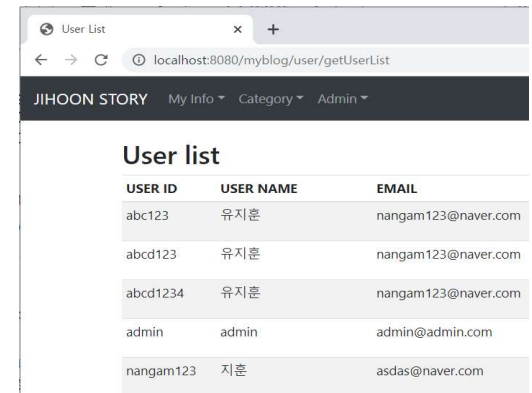 User List
localhost:8080/myblog/user/getUserList
JIHOON STORY My Info Category Admin
User list
USER ID USER NAME EMAIL
abc123 유지훈 nangam123@naver.com
abcd123 유지훈 nangam123@naver.com
abcd1234 유지훈 nangam123@naver.com
admin admin admin@admin.com
nangam123 지훈 asdas@naver.com